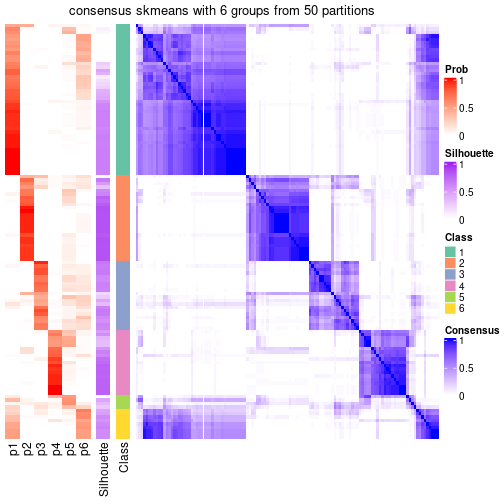 consensus skmeans with 6 groups from 50 partitions
Prob
1
0.5
0
Silhouette
1
0.5
0
Class
1
2
3
4
5
6
Consensus
1
0.5
0
p1
p2
p3
p4
p5
p6
Silhouette
Class